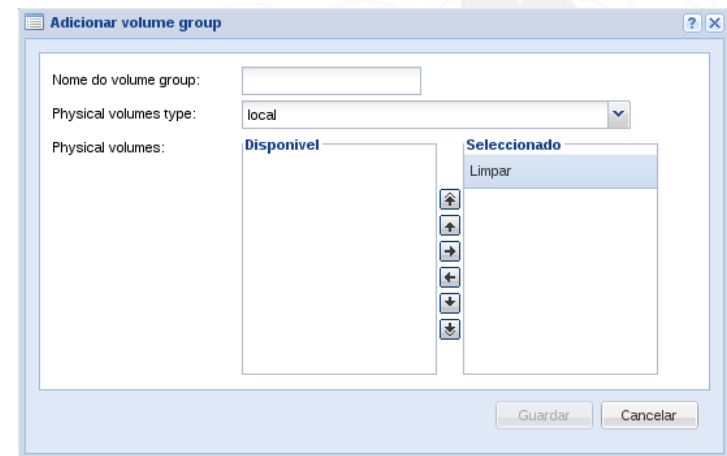 Adicionar volume group
Nome do volume group:
Physical volumes type:
local
Physical volumes:
Disponivel
Seleccionado
Limpar
Guardar
Cancelar